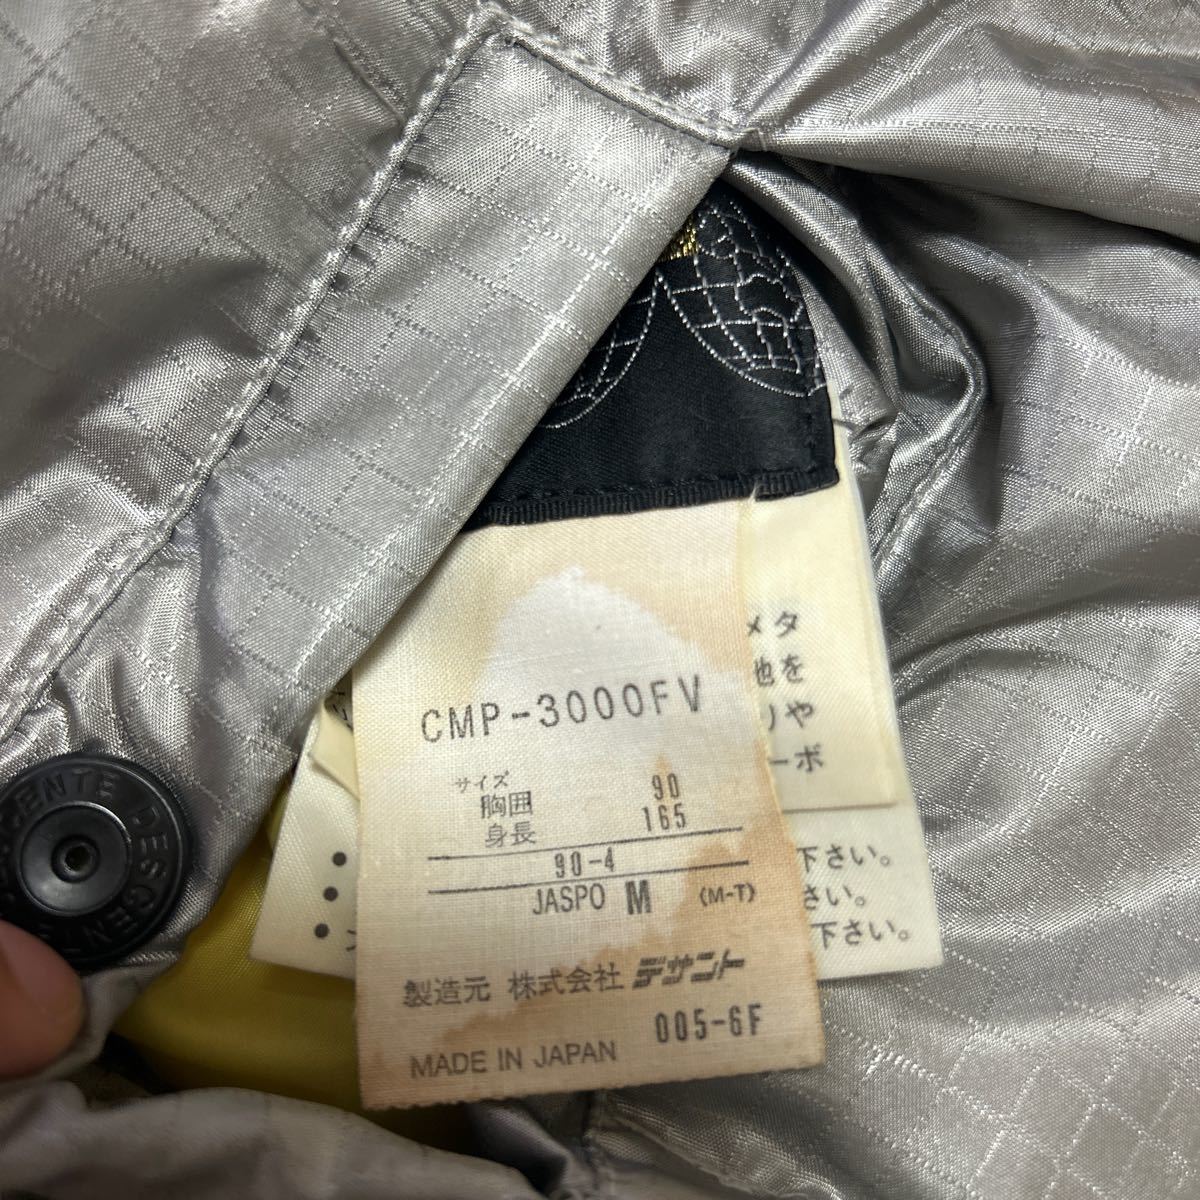 CMP-3000FV
サイズ
胸囲 90
身長 165
90-4
JASPO M (M-T)
製造元 株式会社 デサント
005-6F
MADE IN JAPAN
メタ
池を
りや
ーボ
下さい。
さい。
下さい。
DESCENTE DESCENTE